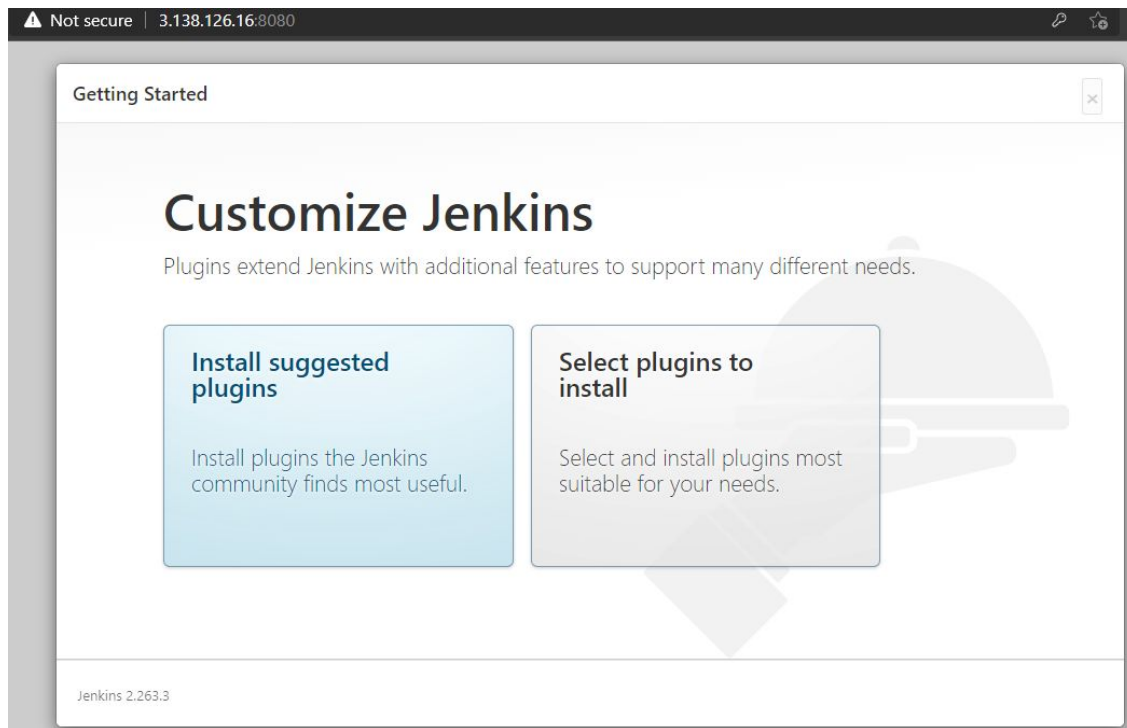 Not secure 3.138.126.16:8080
Getting Started
×
Customize Jenkins
Plugins extend Jenkins with additional features to support many different needs.
Install suggested
plugins
Install plugins the Jenkins
community finds most useful.
Select plugins to
install
Select and install plugins most
suitable for your needs.
Jenkins 2.263.3